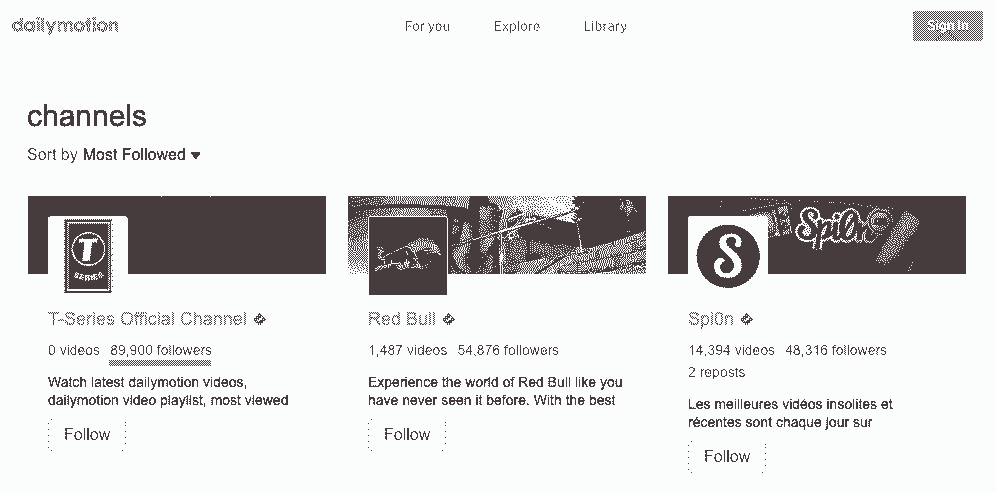 dailymotion
For you Explore Library
Sign in
channels
Sort by Most Followed
T
SERIES
Spi0n
S
T-Series Official Channel
0 videos 89,900 followers
Watch latest dailymotion videos,
dailymotion video playlist, most viewed
Follow
Red Bull
1,487 videos 54,876 followers
Experience the world of Red Bull like you
have never seen it before. With the best
Follow
Spi0n
14,394 videos 48,316 followers
2 reposts
Les meilleures vidéos insolites et
récentes sont chaque jour sur
Follow